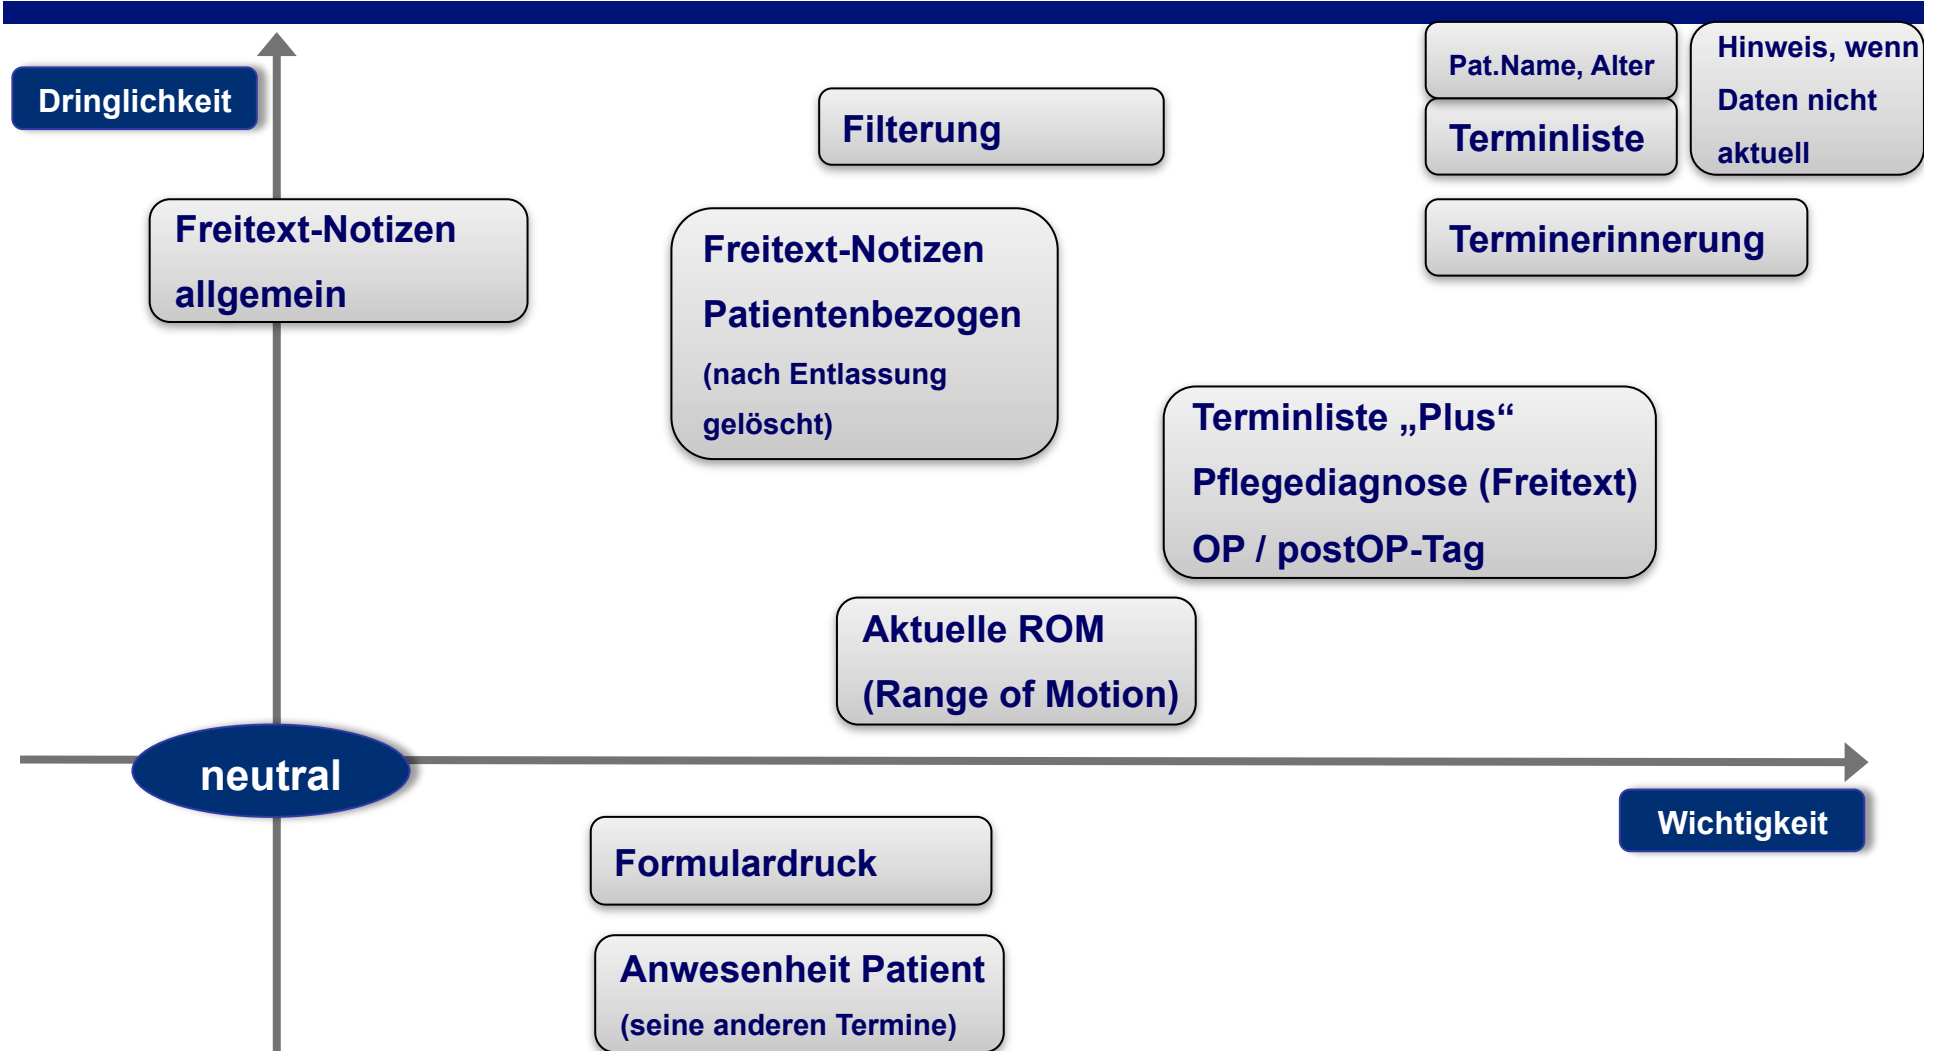 Dringlichkeit
Pat.Name, Alter
Hinweis, wenn
Daten nicht
aktuell
Filterung
Terminliste
Freitext-Notizen
allgemein
Freitext-Notizen
Patientenbezogen
(nach Entlassung
gelöscht)
Terminerinnerung
Terminliste „Plus“
Pflegediagnose (Freitext)
OP / postOP-Tag
Aktuelle ROM
(Range of Motion)
neutral
Wichtigkeit
Formulardruck
Anwesenheit Patient
(seine anderen Termine)